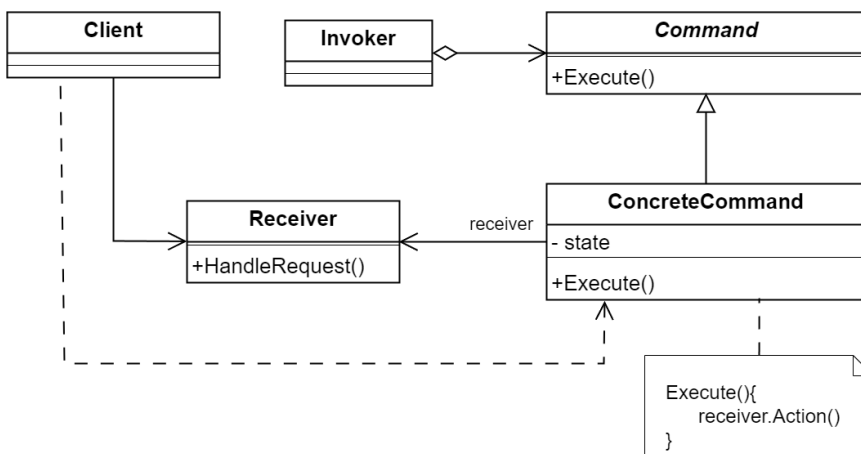 Client
Invoker
Command
+Execute()
Receiver
+HandleRequest()
receiver
ConcreteCommand
- state
+Execute()
Execute(){
receiver.Action()
}